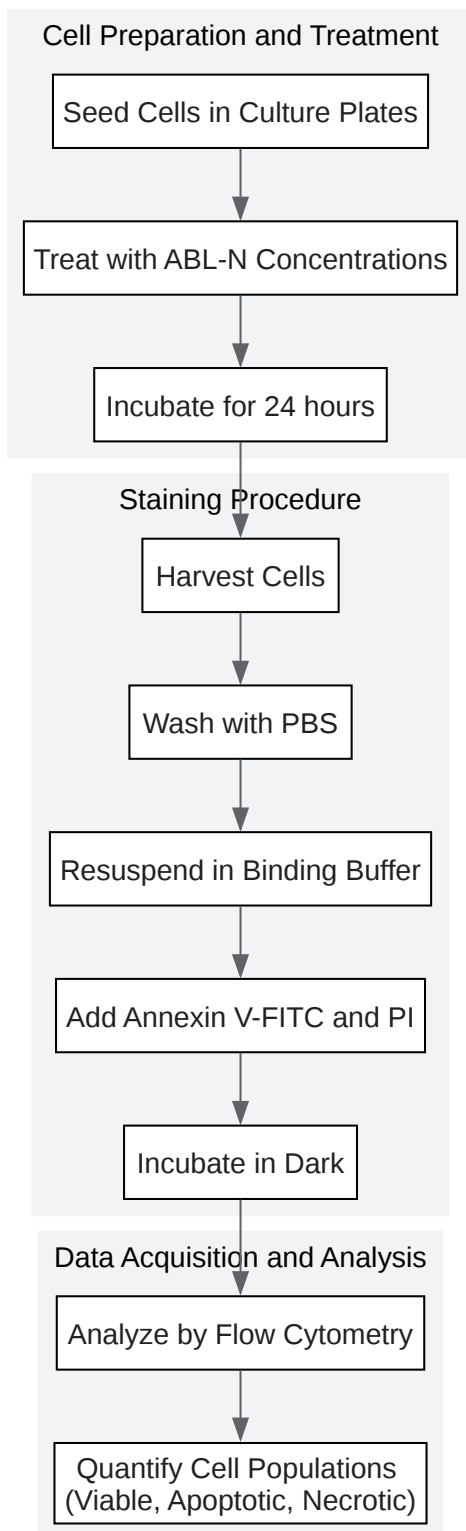 Cell Preparation and Treatment
Seed Cells in Culture Plates
Treat with ABL-N Concentrations
Incubate for 24 hours
Staining Procedure
Harvest Cells
Wash with PBS
Resuspend in Binding Buffer
Add Annexin V-FITC and PI
Incubate in Dark
Data Acquisition and Analysis
Analyze by Flow Cytometry
Quantify Cell Populations
(Viable, Apoptotic, Necrotic)